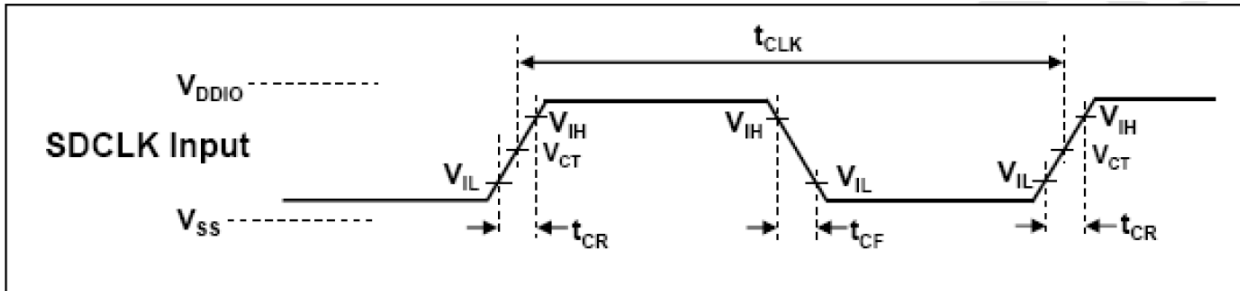 tCLK
VDDIO
SDCLK Input
VIH
VIH
VIH
VCT
VCT
VIL
VIL
VIL
VSS
tCR
tCF
tCR